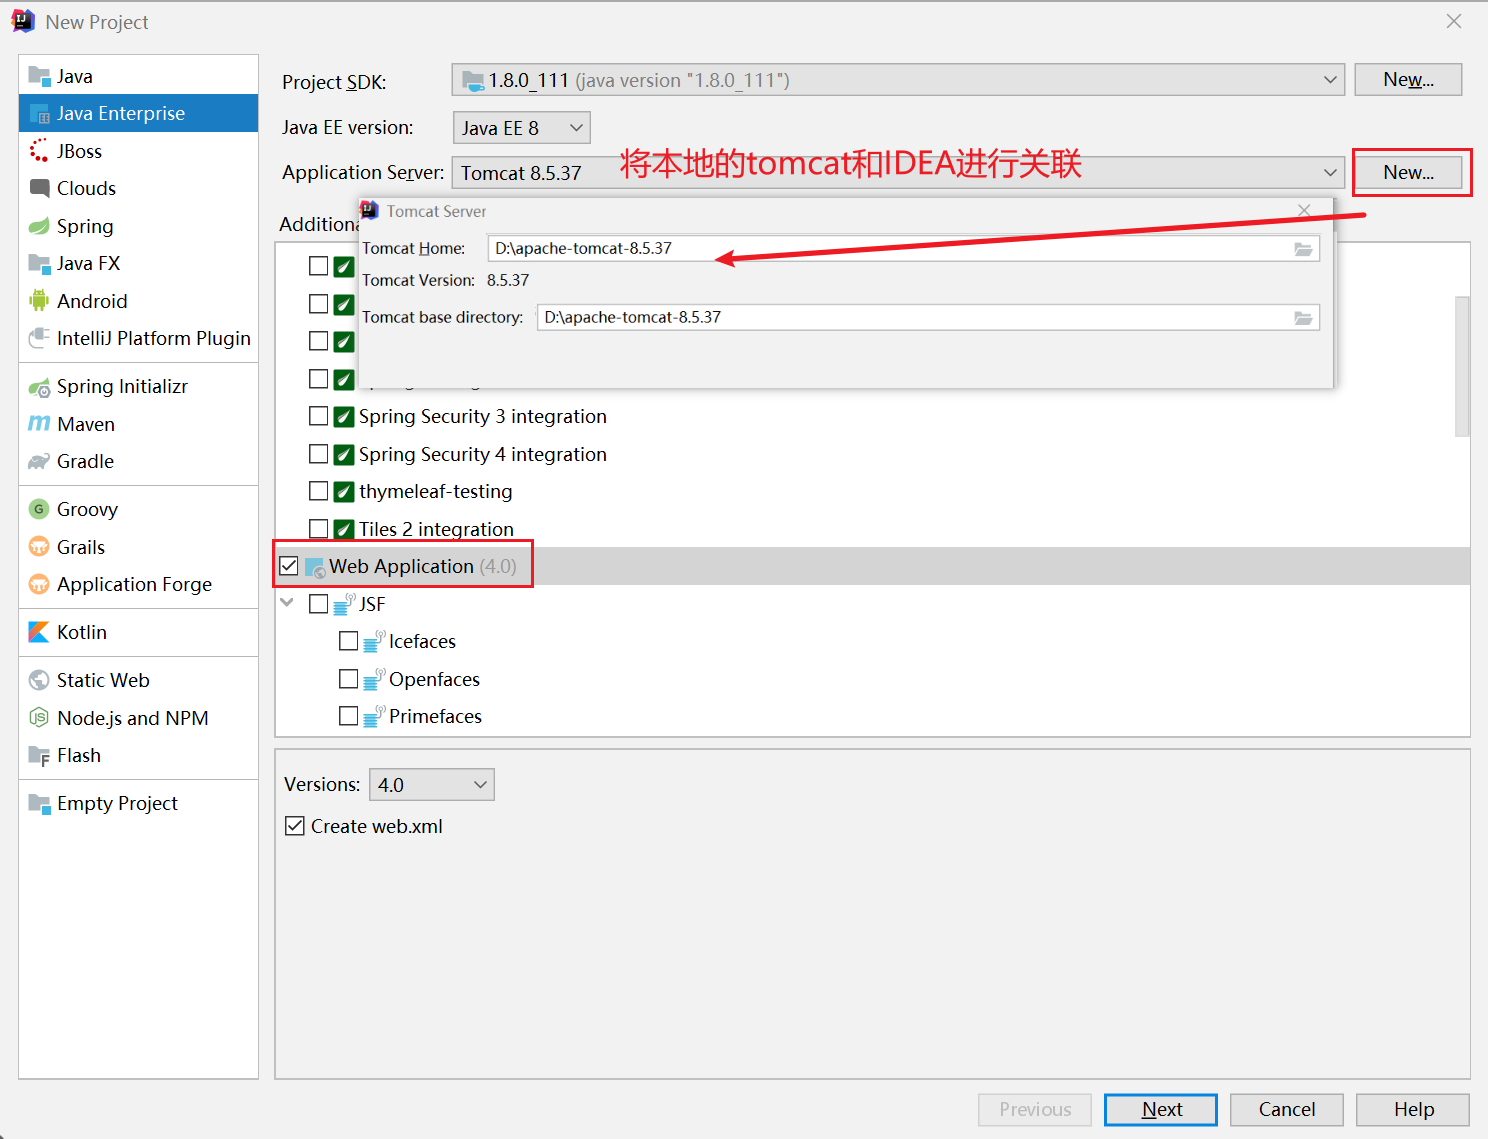 New Project
Java
Java Enterprise
JBoss
Clouds
Spring
Java FX
Android
IntelliJ Platform Plugin
Spring Initializr
Maven
Gradle
Groovy
Grails
Application Forge
Kotlin
Static Web
Node.js and NPM
Flash
Empty Project
Project SDK:
1.8.0_111 (java version "1.8.0_111")
New...
Java EE version:
Java EE 8
Application Server:
Tomcat 8.5.37
将本地的tomcat和IDEA进行关联
New...
Tomcat Server
Tomcat Home:
D:\apache-tomcat-8.5.37
Tomcat Version: 8.5.37
Tomcat base directory:
D:\apache-tomcat-8.5.37
Spring Security 3 integration
Spring Security 4 integration
thymeleaf-testing
Tiles 2 integration
Web Application (4.0)
JSF
Icefaces
Openfaces
Primefaces
Versions:
4.0
Create web.xml
Previous
Next
Cancel
Help